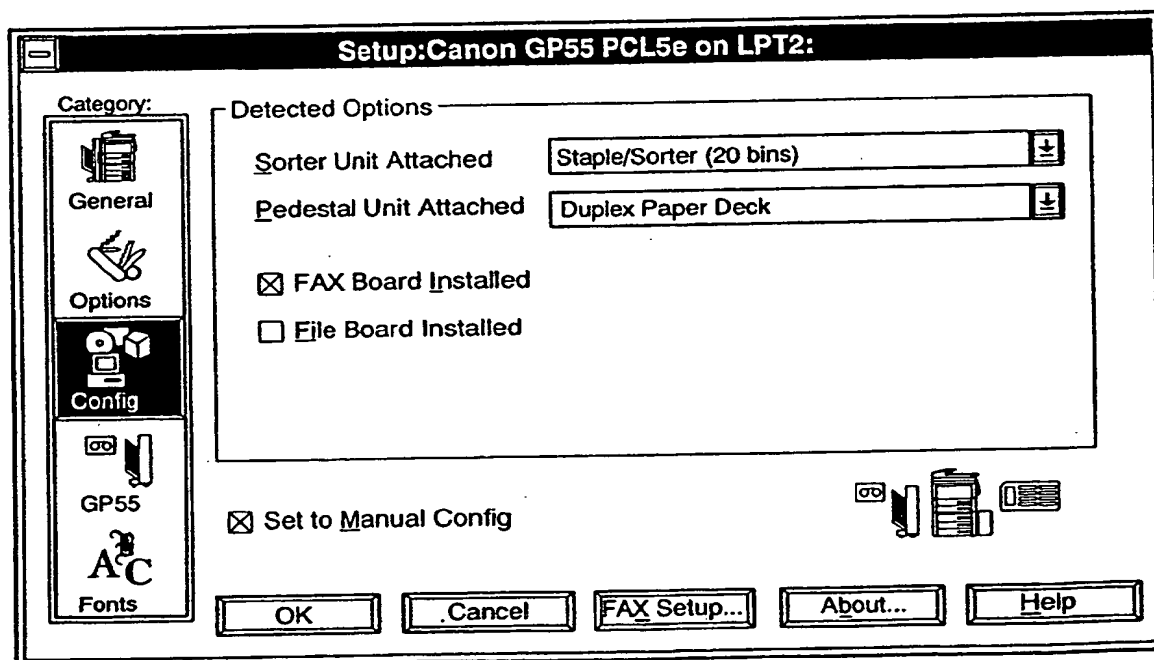 Setup:Canon GP55 PCL5e on LPT2:
Category:
General
Options
Config
GP55
Fonts
Detected Options
Sorter Unit Attached Staple/Sorter (20 bins)
Pedestal Unit Attached Duplex Paper Deck
FAX Board Installed
File Board Installed
Set to Manual Config
OK .Cancel FAX Setup... About... Help